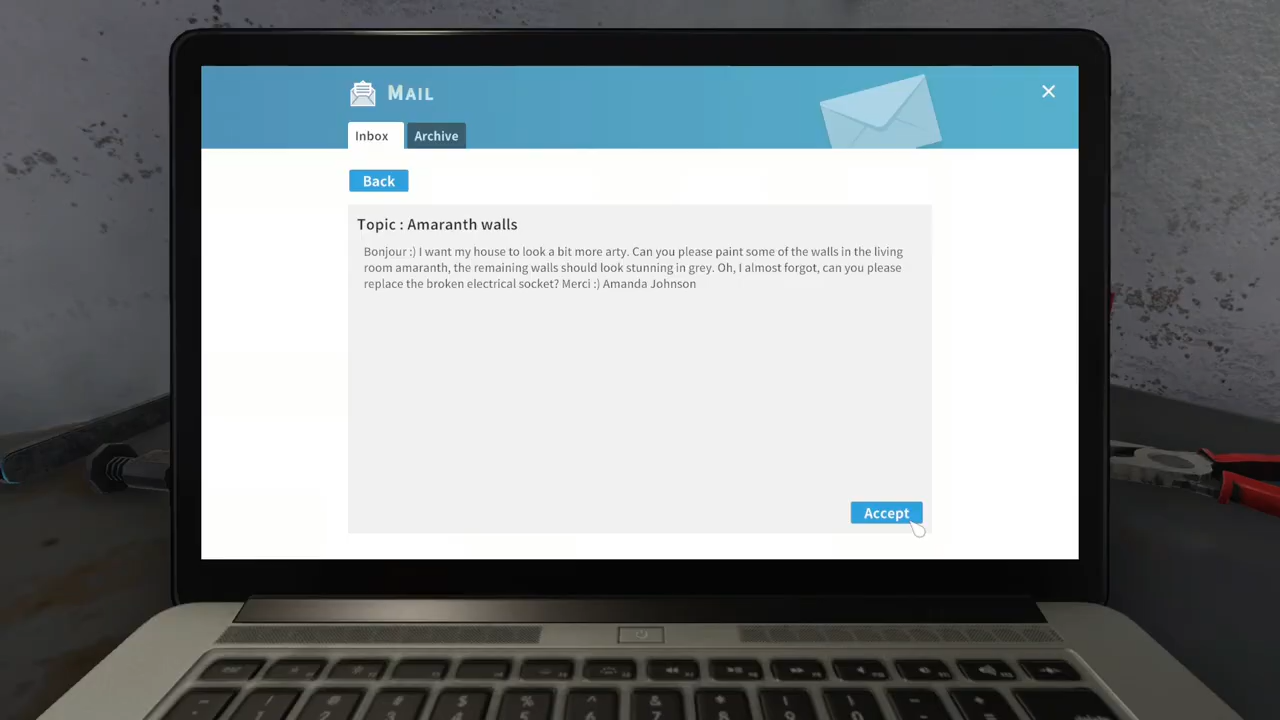 MAIL
Inbox
Archive
Back
Topic : Amaranth walls
Bonjour :) I want my house to look a bit more arty. Can you please paint some of the walls in the living
room amaranth, the remaining walls should look stunning in grey. Oh, I almost forgot, can you please
replace the broken electrical socket? Merci :) Amanda Johnson
Accept